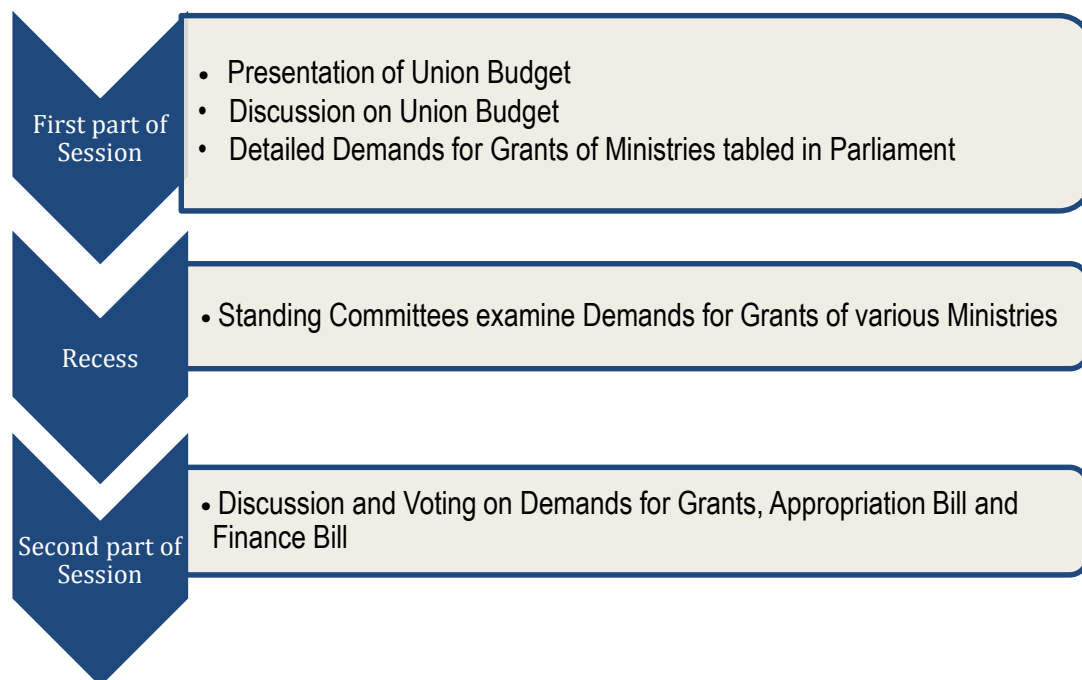 First part of
Session
• Presentation of Union Budget
• Discussion on Union Budget
• Detailed Demands for Grants of Ministries tabled in Parliament
Recess
• Standing Committees examine Demands for Grants of various Ministries
Second part of
Session
• Discussion and Voting on Demands for Grants, Appropriation Bill and
Finance Bill